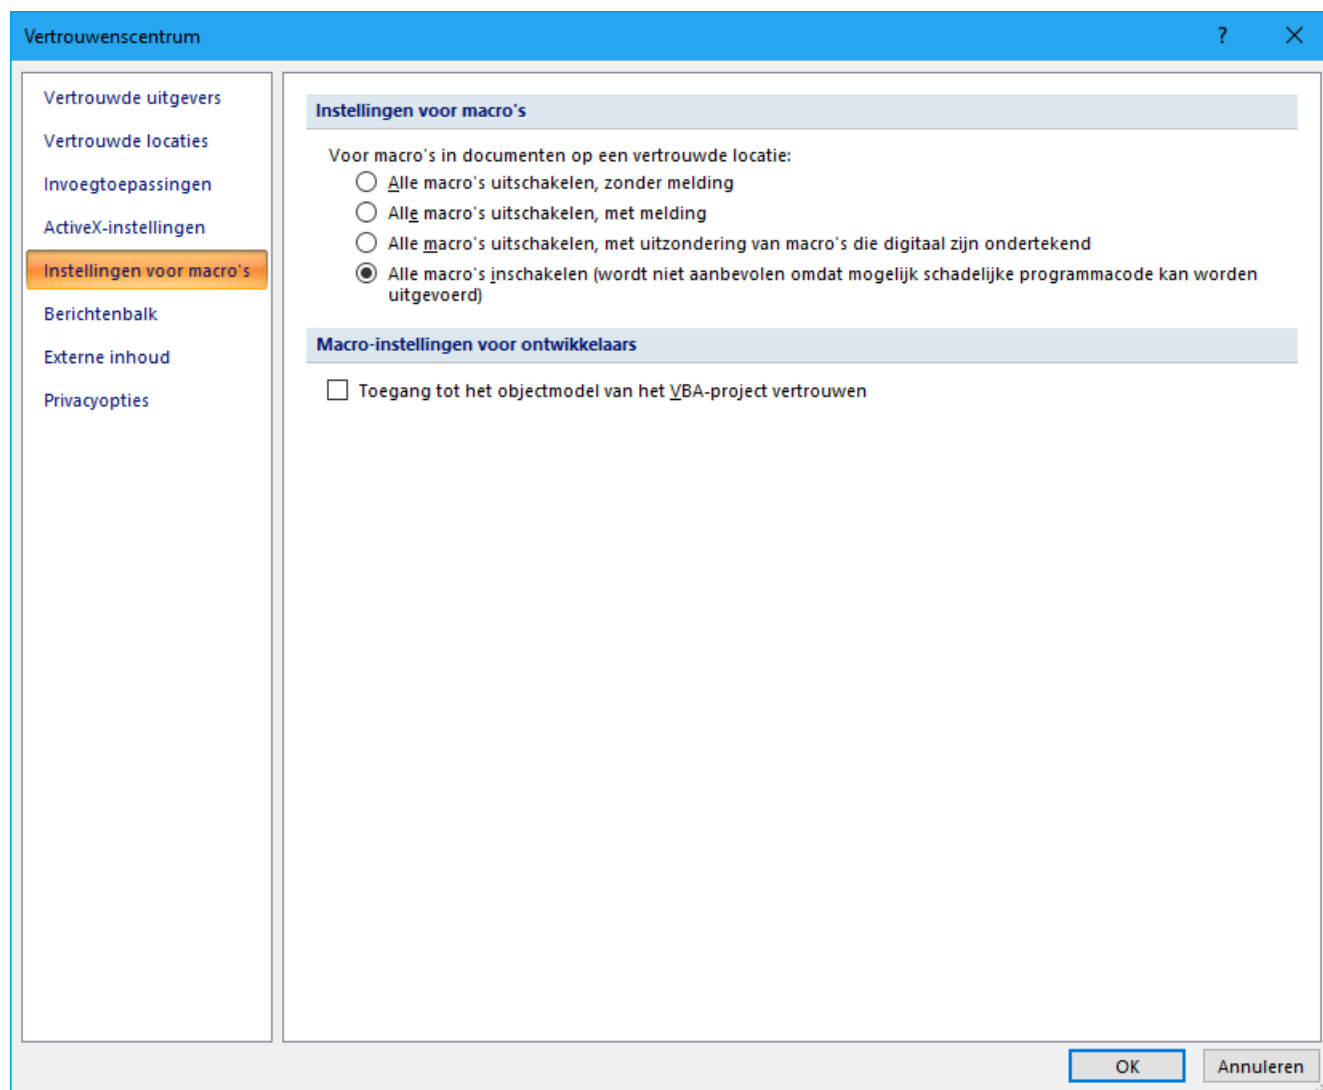 Vertrouwenscentrum
?
Vertrouwde uitgevers
Vertrouwde locaties
Invoegtoepassingen
ActiveX-instellingen
Instellingen voor macro's
Berichtenbalk
Externe inhoud
Privacyopties
Instellingen voor macro's
Voor macro's in documenten op een vertrouwde locatie:
Alle macro's uitschakelen, zonder melding
Alle macro's uitschakelen, met melding
Alle macro's uitschakelen, met uitzondering van macro's die digitaal zijn ondertekend
Alle macro's inschakelen (wordt niet aanbevolen omdat mogelijk schadelijke programmacode kan worden
uitgevoerd)
Macro-instellingen voor ontwikkelaars
Toegang tot het objectmodel van het VBA-project vertrouwen
OK
Annuleren